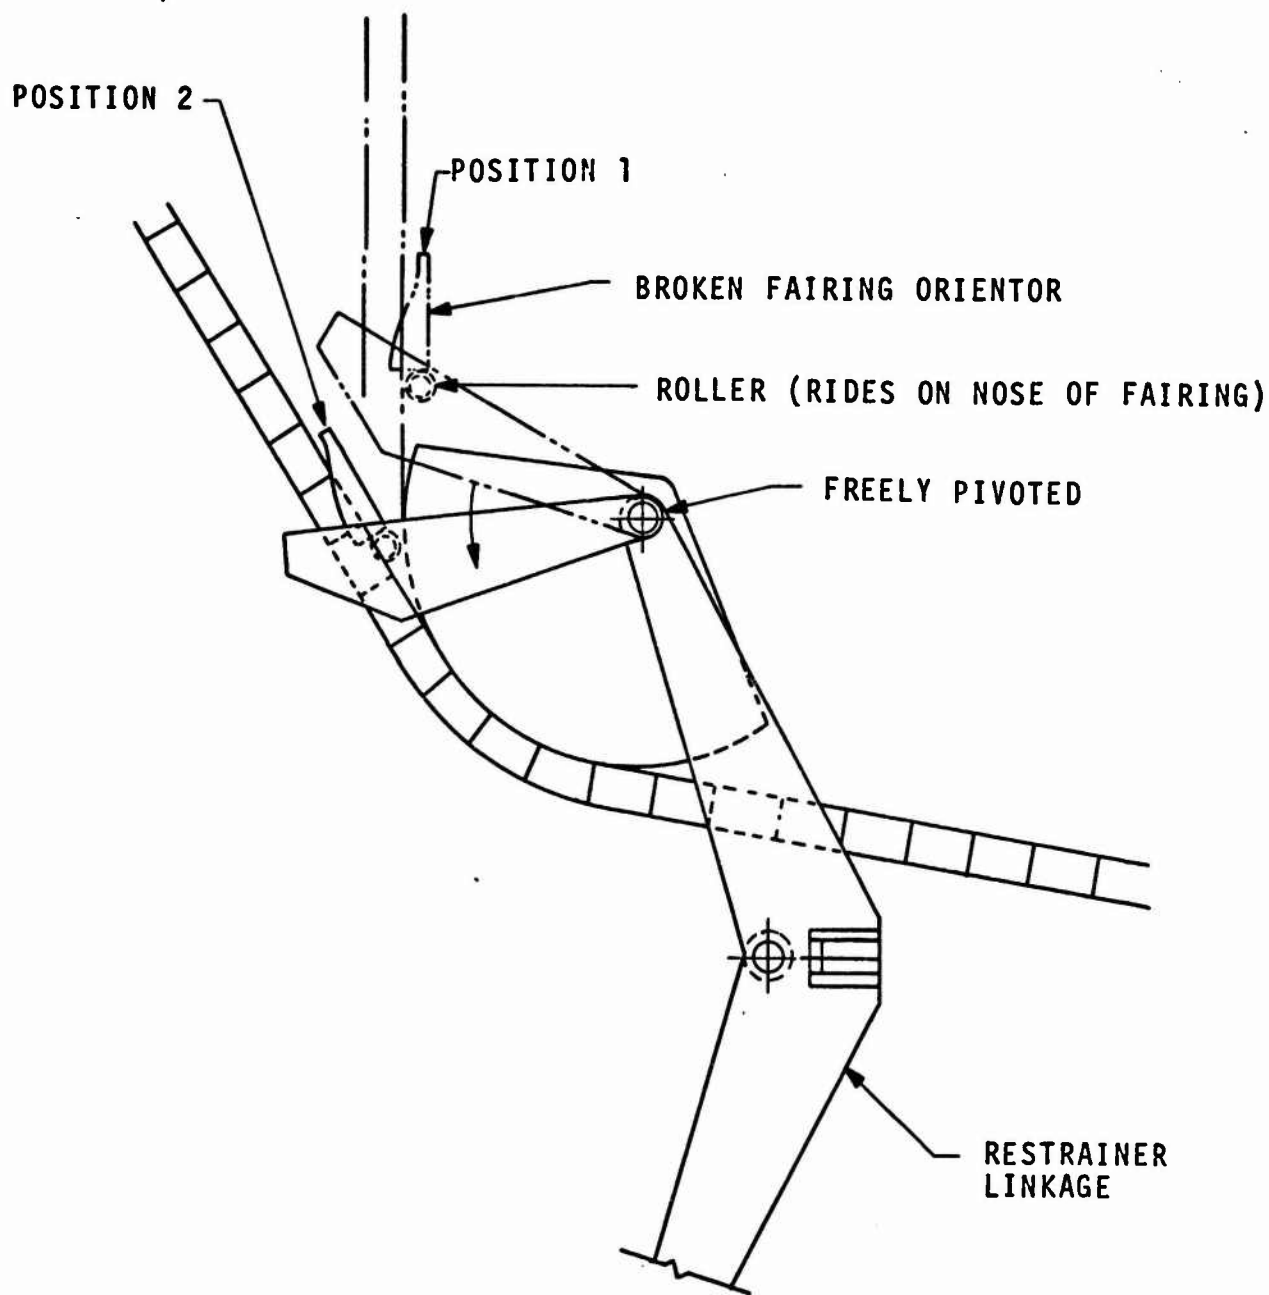 POSITION 2
POSITION 1
BROKEN FAIRING ORIENTOR
ROLLER (RIDES ON NOSE OF FAIRING)
FREELY PIVOTED
RESTRAINER
LINKAGE